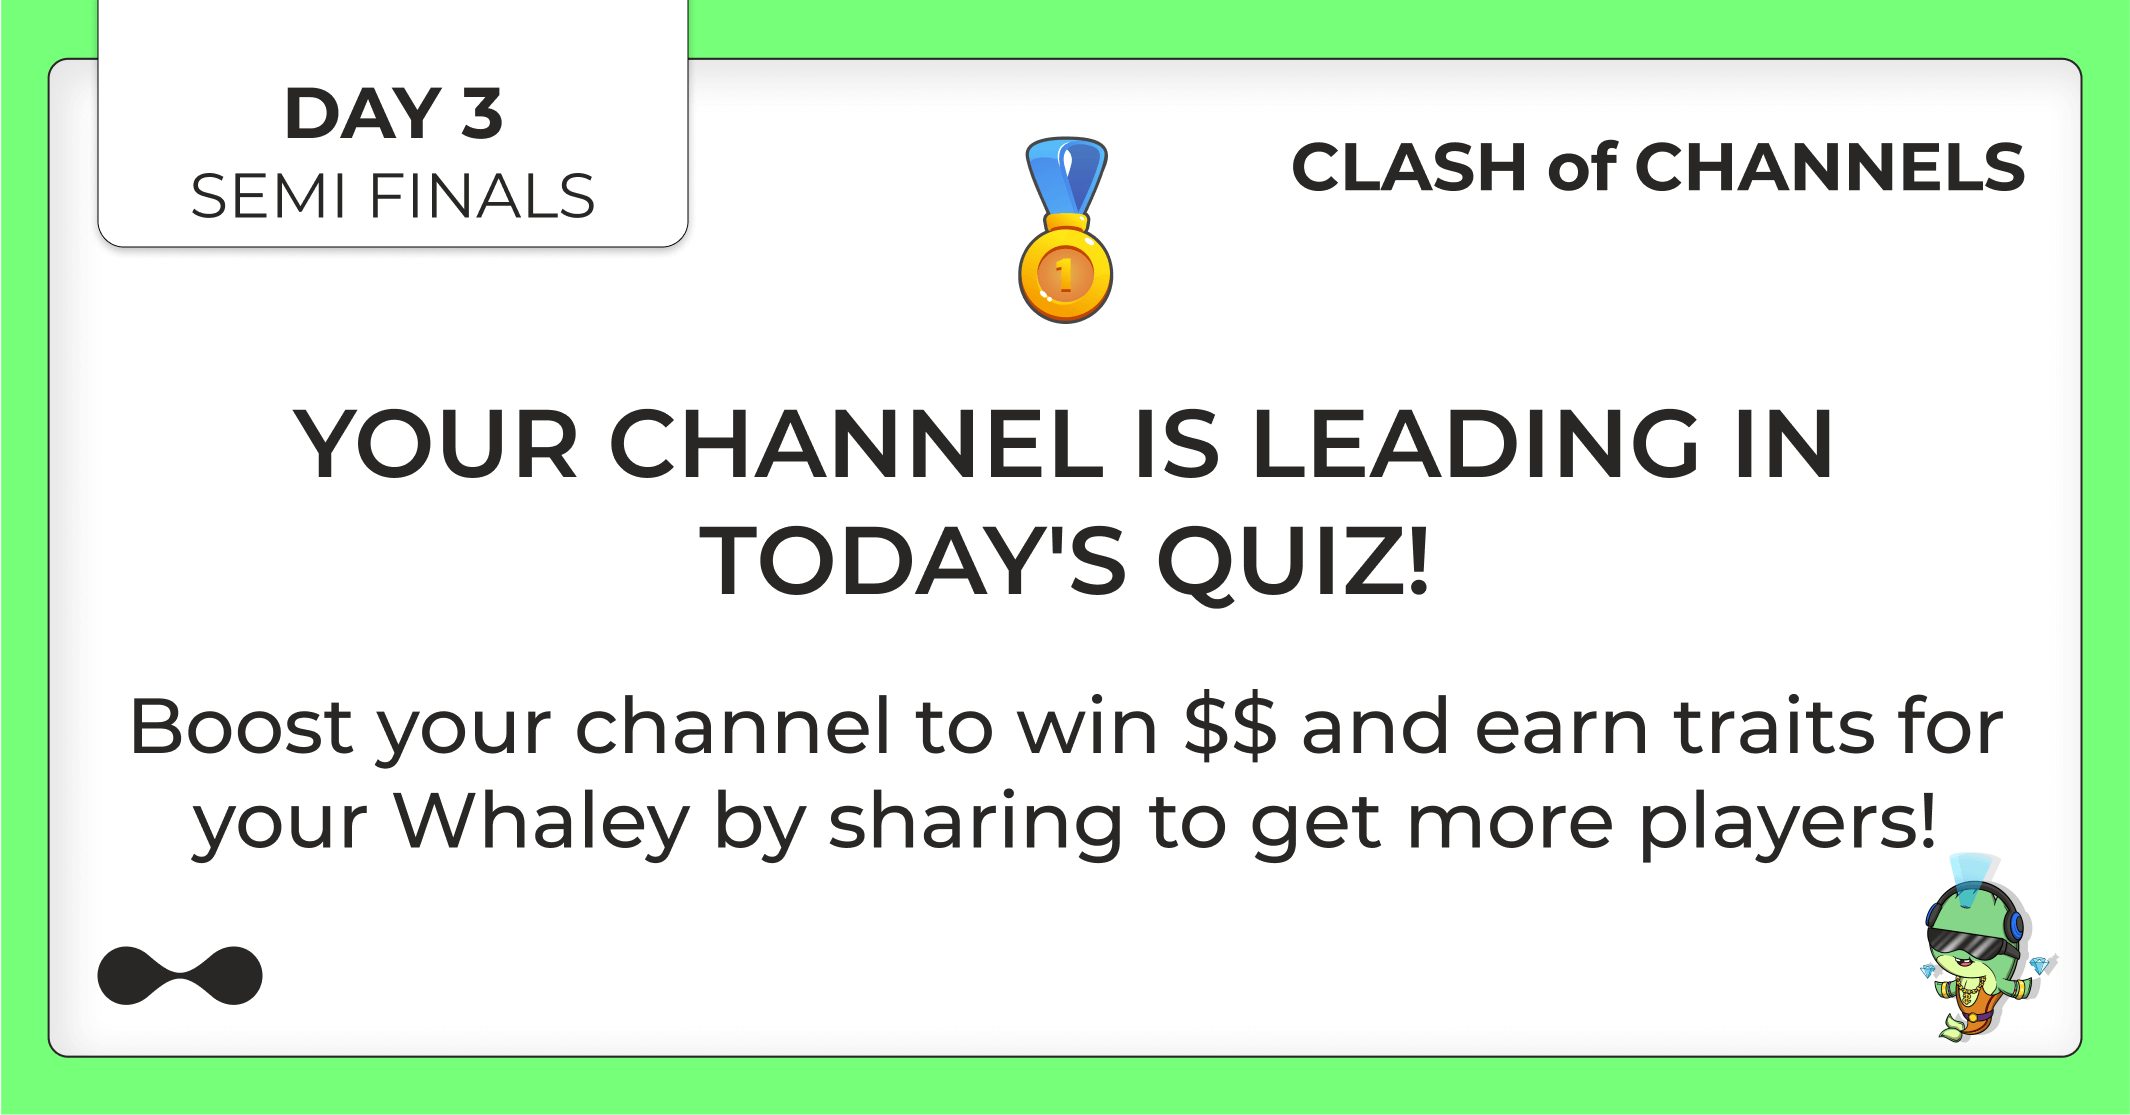 DAY 3
SEMI FINALS
CLASH of CHANNELS
1
YOUR CHANNEL IS LEADING IN
TODAY'S QUIZ!
Boost your channel to win $$ and earn traits for
your Whaley by sharing to get more players!